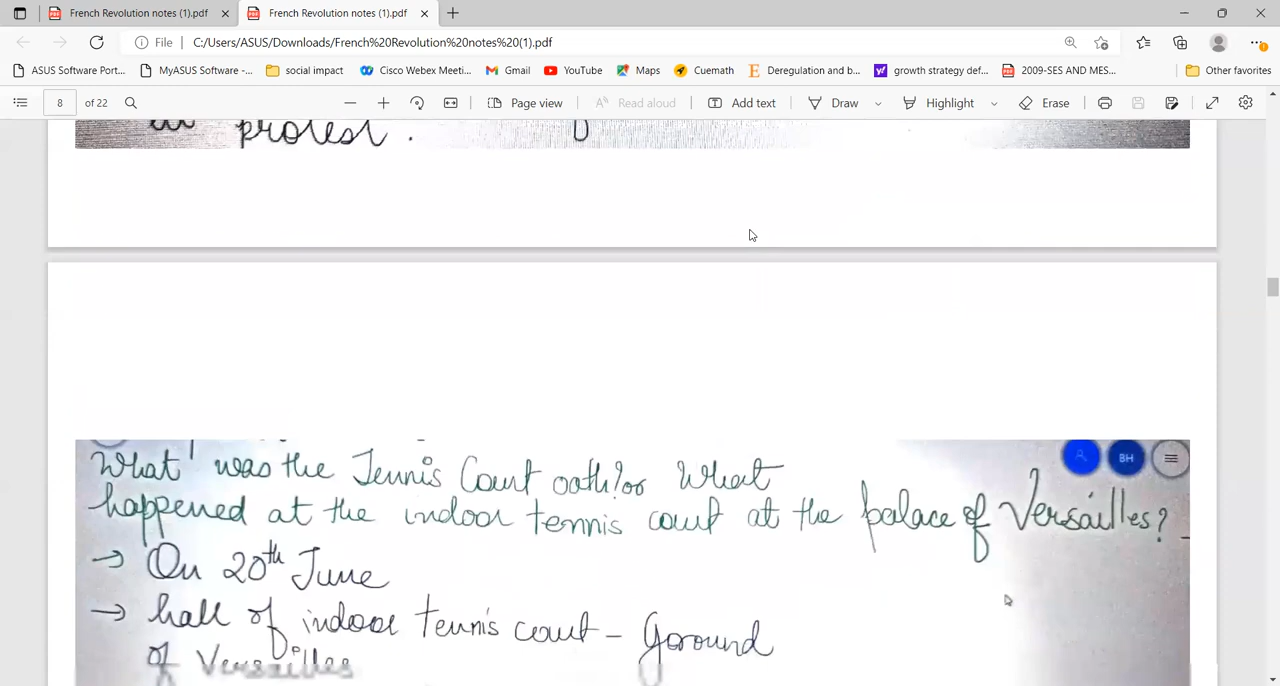 French Revolution notes (1).pdf
French Revolution notes (1).pdf
File
C:/Users/ASUS/Downloads/French%20Revolution%20notes%20(1).pdf
ASUS Software Port...
MyASUS Software -...
social impact
Cisco Webex Meeti...
Gmail
YouTube
Maps
Cuemath
Deregulation and b...
growth strategy def...
2009-SES AND MES...
Other favorites
8 of 22
Page view
Read aloud
Add text
Draw
Highlight
Erase
protest.
BH
What was the Tennis Court oath?or What
happened at the indoor tennis court at the palace of Versailles?
→ On 20th June
→ hall of indoor tennis court - Ground
of Versailles